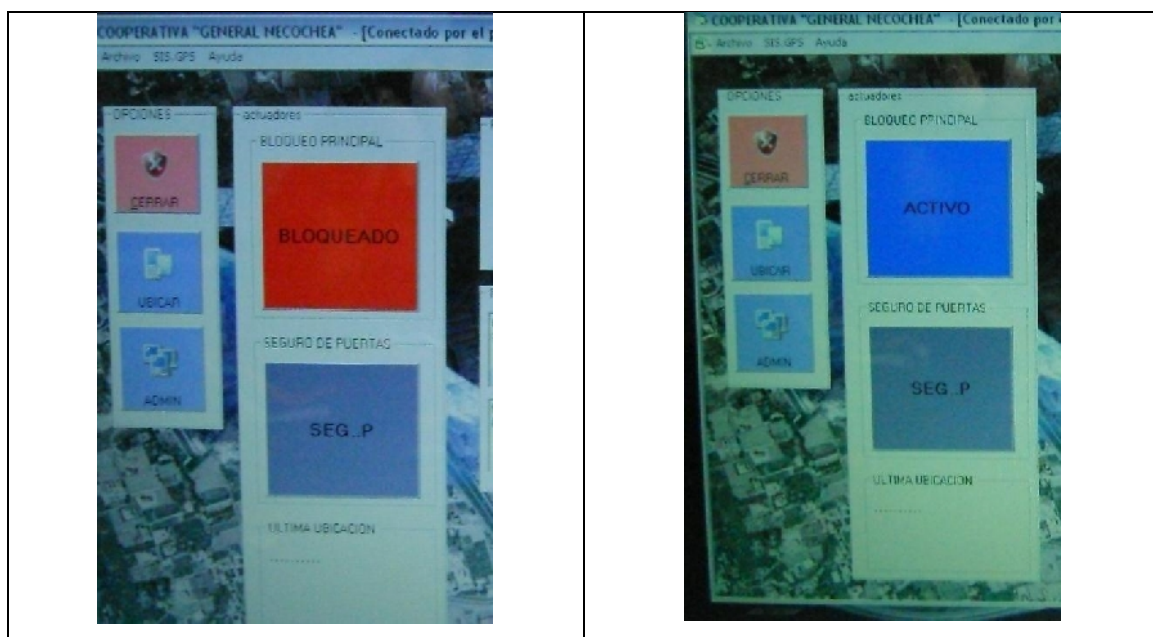 COOPERATIVA "GENERAL NECOCHEA" - [Conectado por el p
Archivo SIS.GPS Ayuda
OPCIONES
CERRAR
UBICAR
ADMIN
actuadores
BLOQUEO PRINCIPAL
BLOQUEADO
SEGURO DE PUERTAS
SEG..P
ULTIMA UBICACION
.........
COOPERATIVA "GENERAL NECOCHEA" - [Conectado por
Archivo SIS.GPS Ayuda
OPCIONES
CERRAR
UBICAR
ADMIN
actuadores
BLOQUEO PRINCIPAL
ACTIVO
SEGURO DE PUERTAS
SEG..P
ULTIMA UBICACION
.........